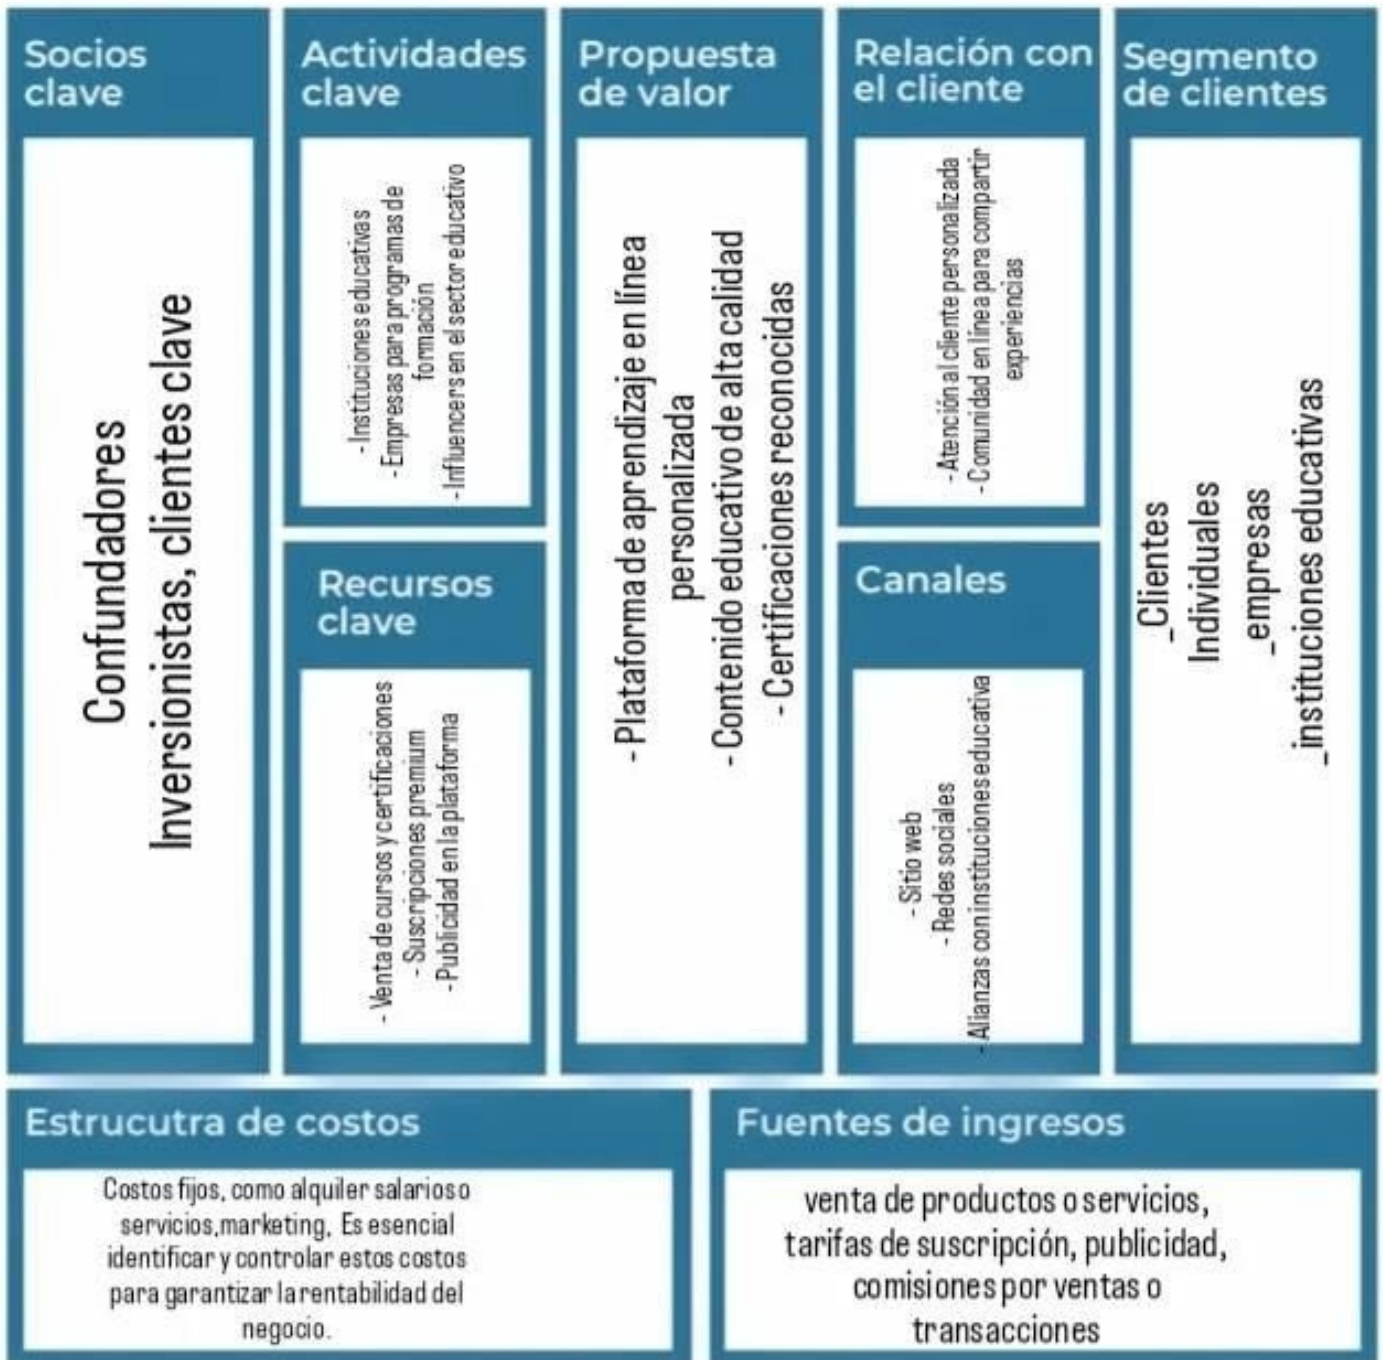 Socios
clave
Confundadores
Inversionistas, clientes clave
Actividades
clave
- Instituciones educativas
- Empresas para programas de
formación
- Influencers en el sector educativo
Recursos
clave
- Venta de cursos y certificaciones
- Suscripciones premium
- Publicidad en la plataforma
Propuesta
de valor
- Plataforma de aprendizaje en línea
personalizada
- Contenido educativo de alta calidad
- Certificaciones reconocidas
Relación con
el cliente
- Atención al cliente personalizada
- Comunidad en línea para compartir
experiencias
Canales
- Sitio web
- Redes sociales
- Alianzas con instituciones educativa
Segmento
de clientes
_Clientes
Individuales
_empresas
_instituciones educativas
Estrucutra de costos
Costos fijos, como alquiler salarios o
servicios,marketing, Es esencial
identificar y controlar estos costos
para garantizar la rentabilidad del
negocio.
Fuentes de ingresos
venta de productos o servicios,
tarifas de suscripción, publicidad,
comisiones por ventas o
transacciones